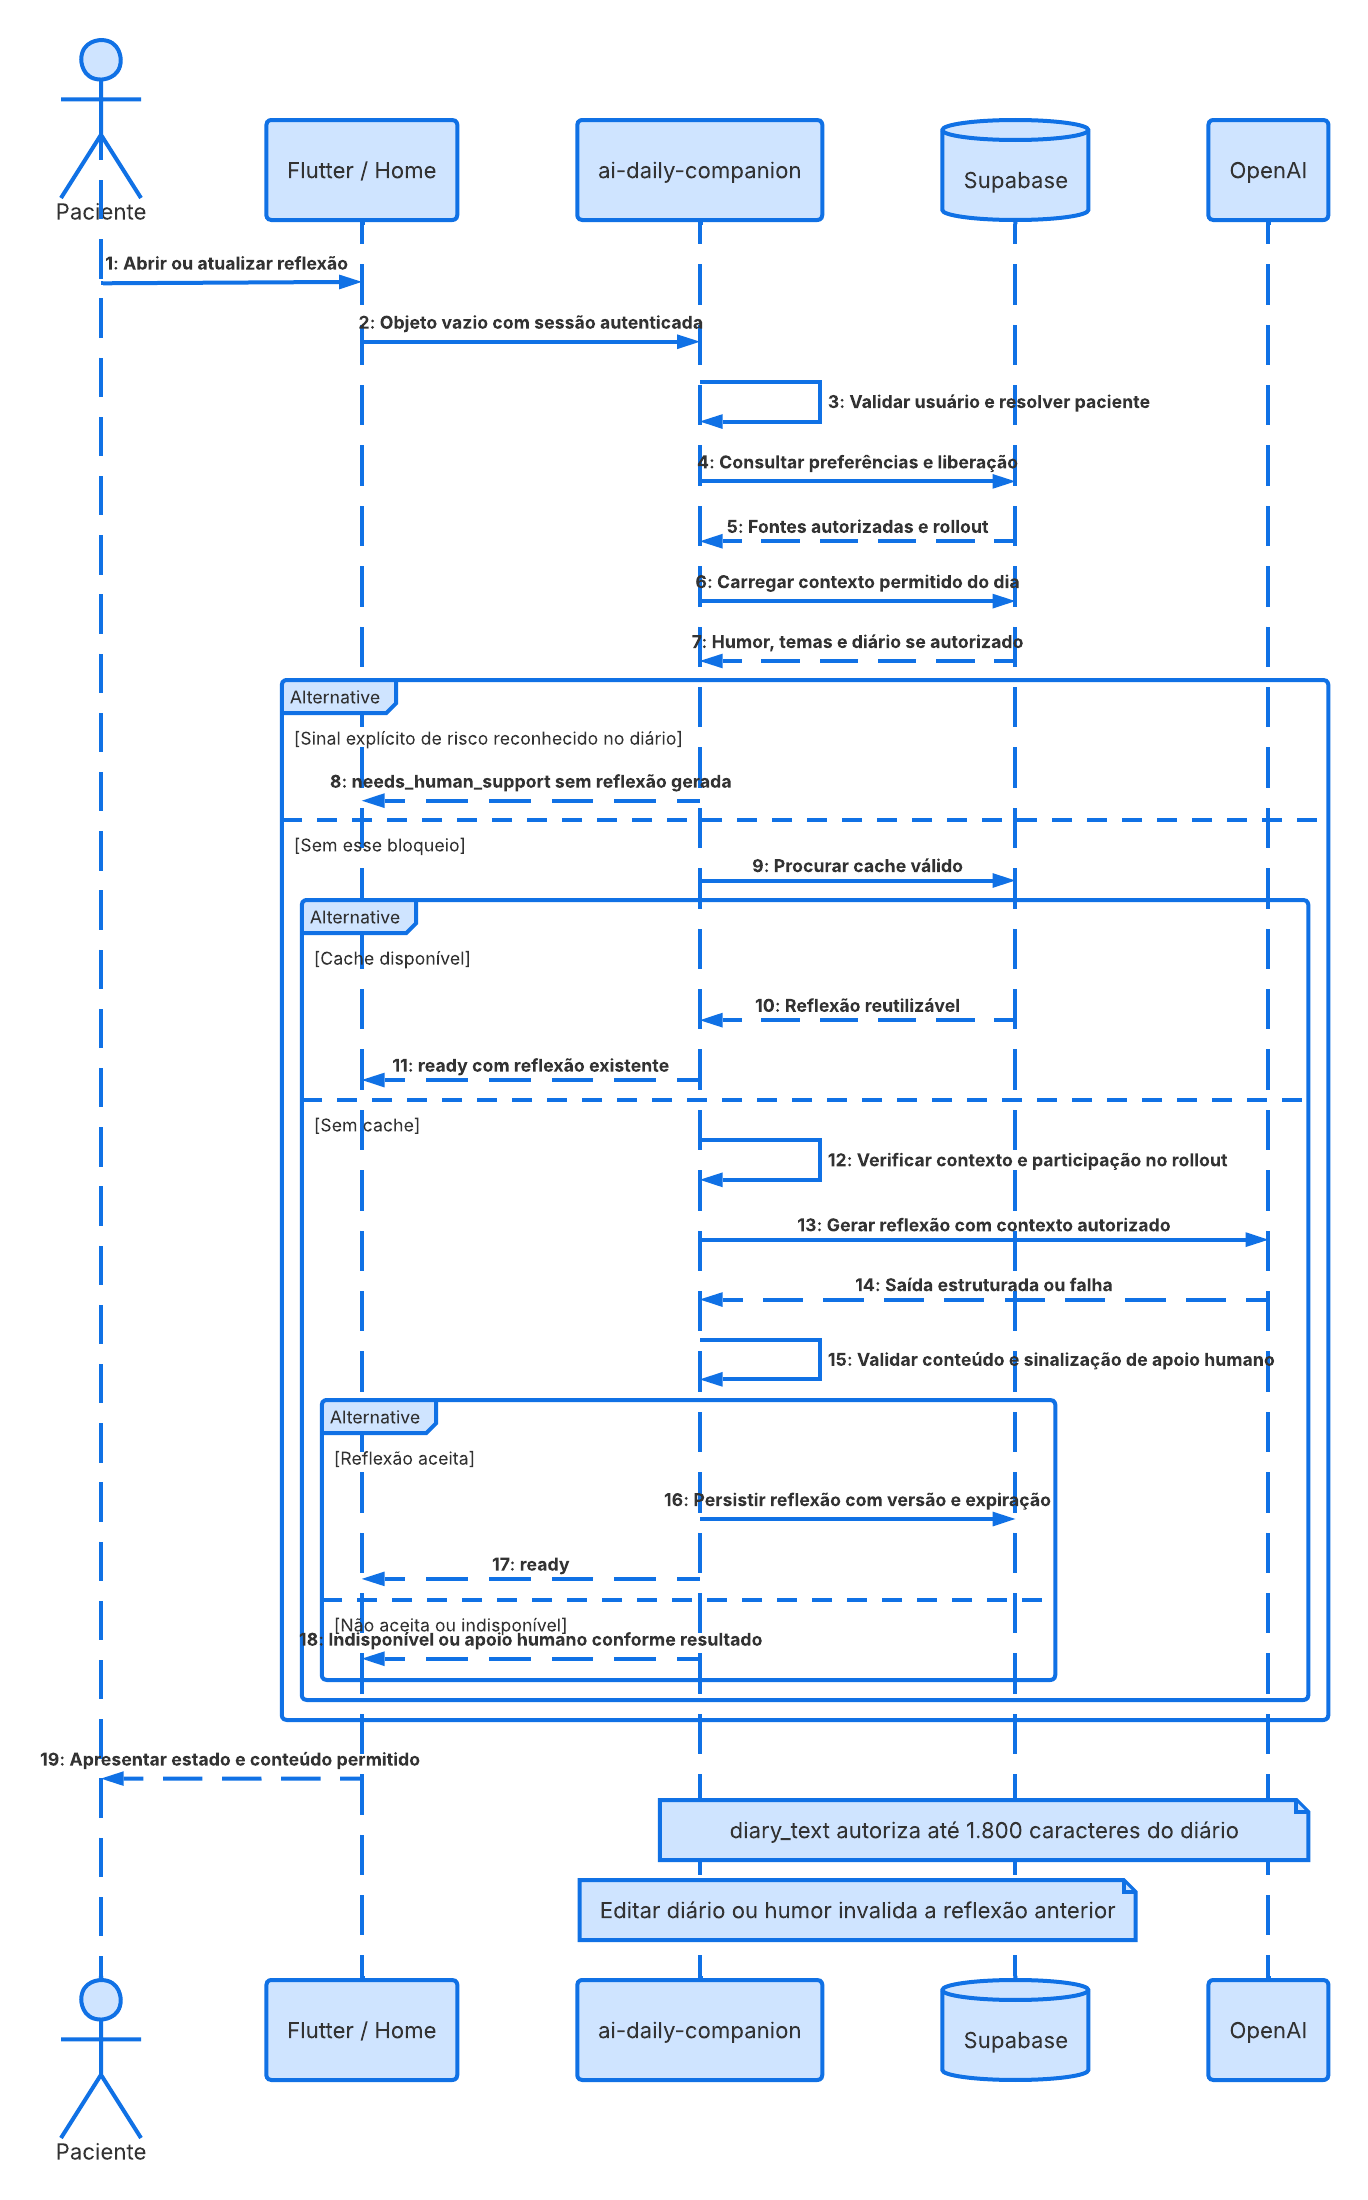 Paciente
Flutter / Home
ai-daily-companion
Supabase
OpenAI
1: Abrir ou atualizar reflexão
2: Objeto vazio com sessão autenticada
3: Validar usuário e resolver paciente
4: Consultar preferências e liberação
5: Fontes autorizadas e rollout
6: Carregar contexto permitido do dia
7: Humor, temas e diário se autorizado
Alternative
[Sinal explícito de risco reconhecido no diário]
8: needs_human_support sem reflexão gerada
[Sem esse bloqueio]
9: Procurar cache válido
Alternative
[Cache disponível]
10: Reflexão reutilizável
11: ready com reflexão existente
[Sem cache]
12: Verificar contexto e participação no rollout
13: Gerar reflexão com contexto autorizado
14: Saída estruturada ou falha
15: Validar conteúdo e sinalização de apoio humano
Alternative
[Reflexão aceita]
16: Persistir reflexão com versão e expiração
17: ready
[Não aceita ou indisponível]
18: Indisponível ou apoio humano conforme resultado
19: Apresentar estado e conteúdo permitido
diary_text autoriza até 1.800 caracteres do diário
Editar diário ou humor invalida a reflexão anterior
Flutter / Home
ai-daily-companion
Supabase
OpenAI
Paciente